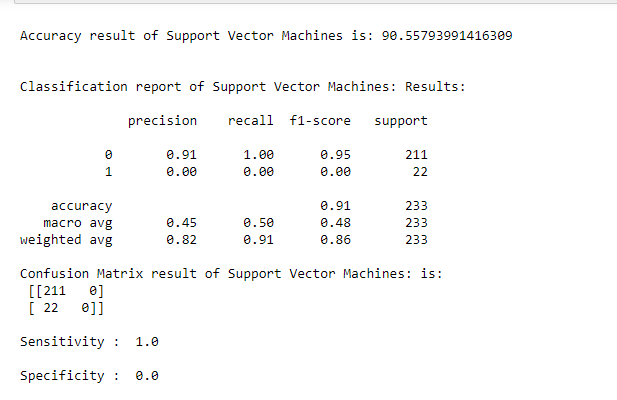 Accuracy result of Support Vector Machines is: 90.55793991416309
Classification report of Support Vector Machines: Results:
precision recall f1-score support
0 0.91 1.00 0.95 211
1 0.00 0.00 0.00 22
accuracy 0.91 233
macro avg 0.45 0.50 0.48 233
weighted avg 0.82 0.91 0.86 233
Confusion Matrix result of Support Vector Machines: is:
[[211 0]
[ 22 0]]
Sensitivity : 1.0
Specificity : 0.0